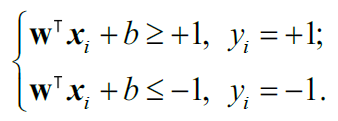 wᵀxᵢ + b ≥ +1, yᵢ = +1;
wᵀxᵢ + b ≤ −1, yᵢ = −1.